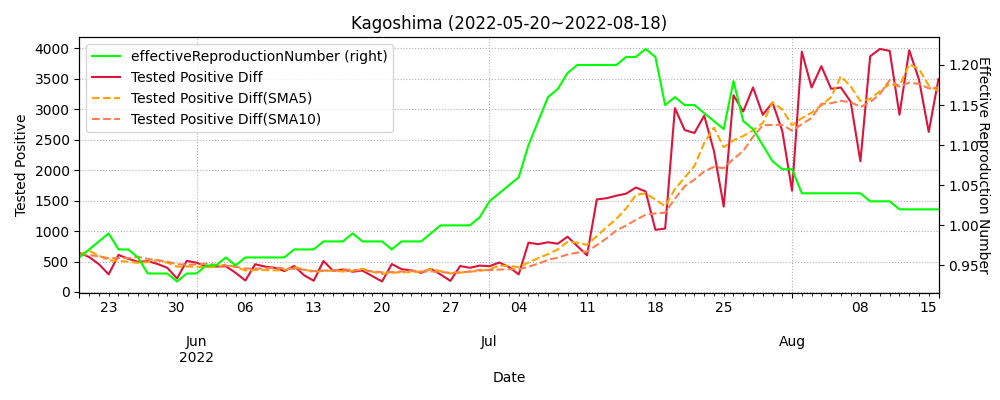 Kagoshima (2022-05-20~2022-08-18)
effectiveReproductionNumber (right)
Tested Positive Diff
Tested Positive Diff(SMA5)
Tested Positive Diff(SMA10)
Tested Positive
4000
3500
3000
2500
2000
1500
1000
500
0
1.20
1.15
1.10
1.05
1.00
0.95
Effective Reproduction Number
23 30 06 13 20 27 04 11 18 25 08 15
Jun Jul Aug
2022
Date